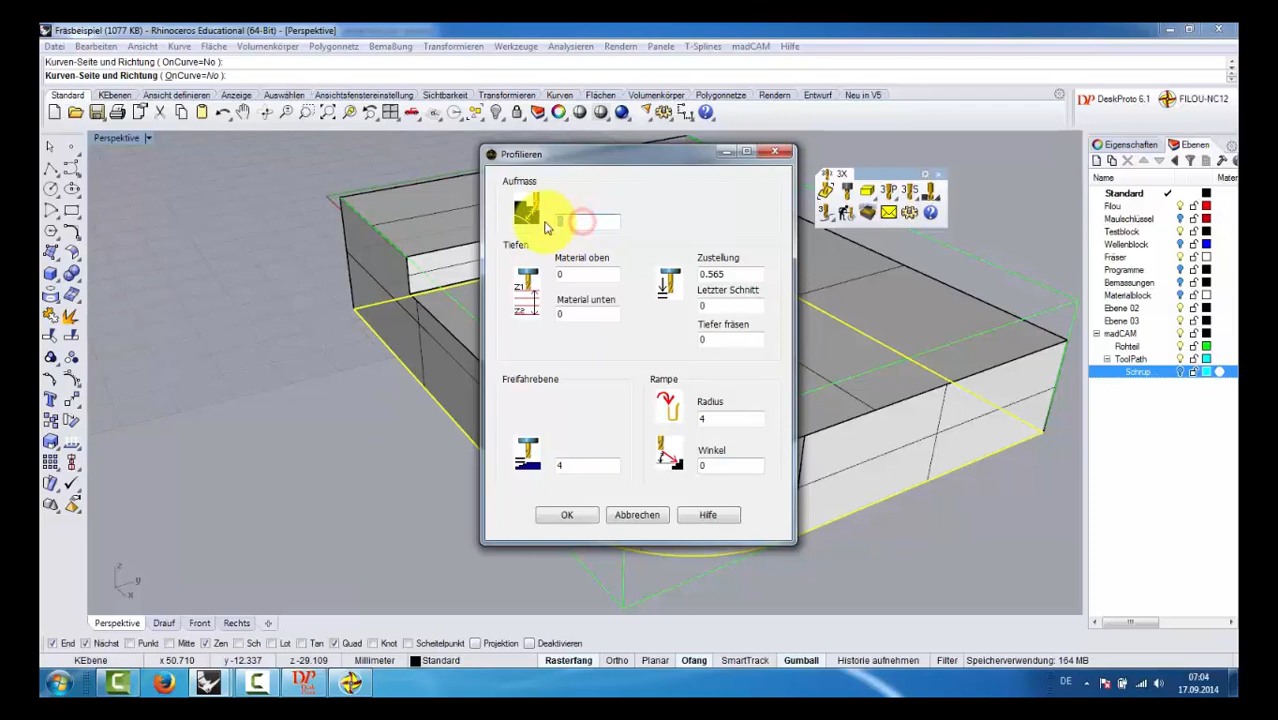 Fräsbeispiel (1077 KB) - Rhinoceros Educational (64-Bit) - [Perspektive]
Datei Bearbeiten Ansicht Kurve Fläche Volumenkörper Polygonnetz Bemaßung Transformieren Werkzeuge Analysieren Rendern Panele T-Splines madCAM Hilfe
Kurven-Seite und Richtung ( OnCurve=No ):
Kurven-Seite und Richtung ( OnCurve=No ):
Standard KEbenen Ansicht definieren Anzeige Auswählen Ansichtsfenstereinstellung Sichtbarkeit Transformationen Kurven Flächen Volumenkörper Polygonnetze Rendern Entwurf Neu in V5
DeskProto 6.1 FILOU-NC12
Perspektive
Eigenschaften Ebenen
Name Mater
Standard
Filou
Maulschlüssel
Testblock
Wellenblock
Fräser
Programme
Bemassungen
Materialblock
Ebene 02
Ebene 03
madCAM
Rohteil
ToolPath
Schrup...
3X
Profilieren
Aufmass
Tiefen
Material oben
0
Material unten
0
Z1
Z2
Zustellung
0.565
Letzter Schnitt
0
Tiefer fräsen
0
Freifahrebene
4
Rampe
Radius
4
Winkel
0
OK Abbrechen Hilfe
z
y
x
Perspektive Drauf Front Rechts
End Nächst Punkt Mitte Zen Sch Lot Tan Quad Knot Scheitelpunkt Projektion Deaktivieren
KEbene x 50.710 y -12.337 z -29.109 Millimeter Standard Rasterfang Ortho Planar Ofang SmartTrack Gumball Historie aufnehmen Filter Speicherverwendung: 164 MB
DE 07:04
17.09.2014